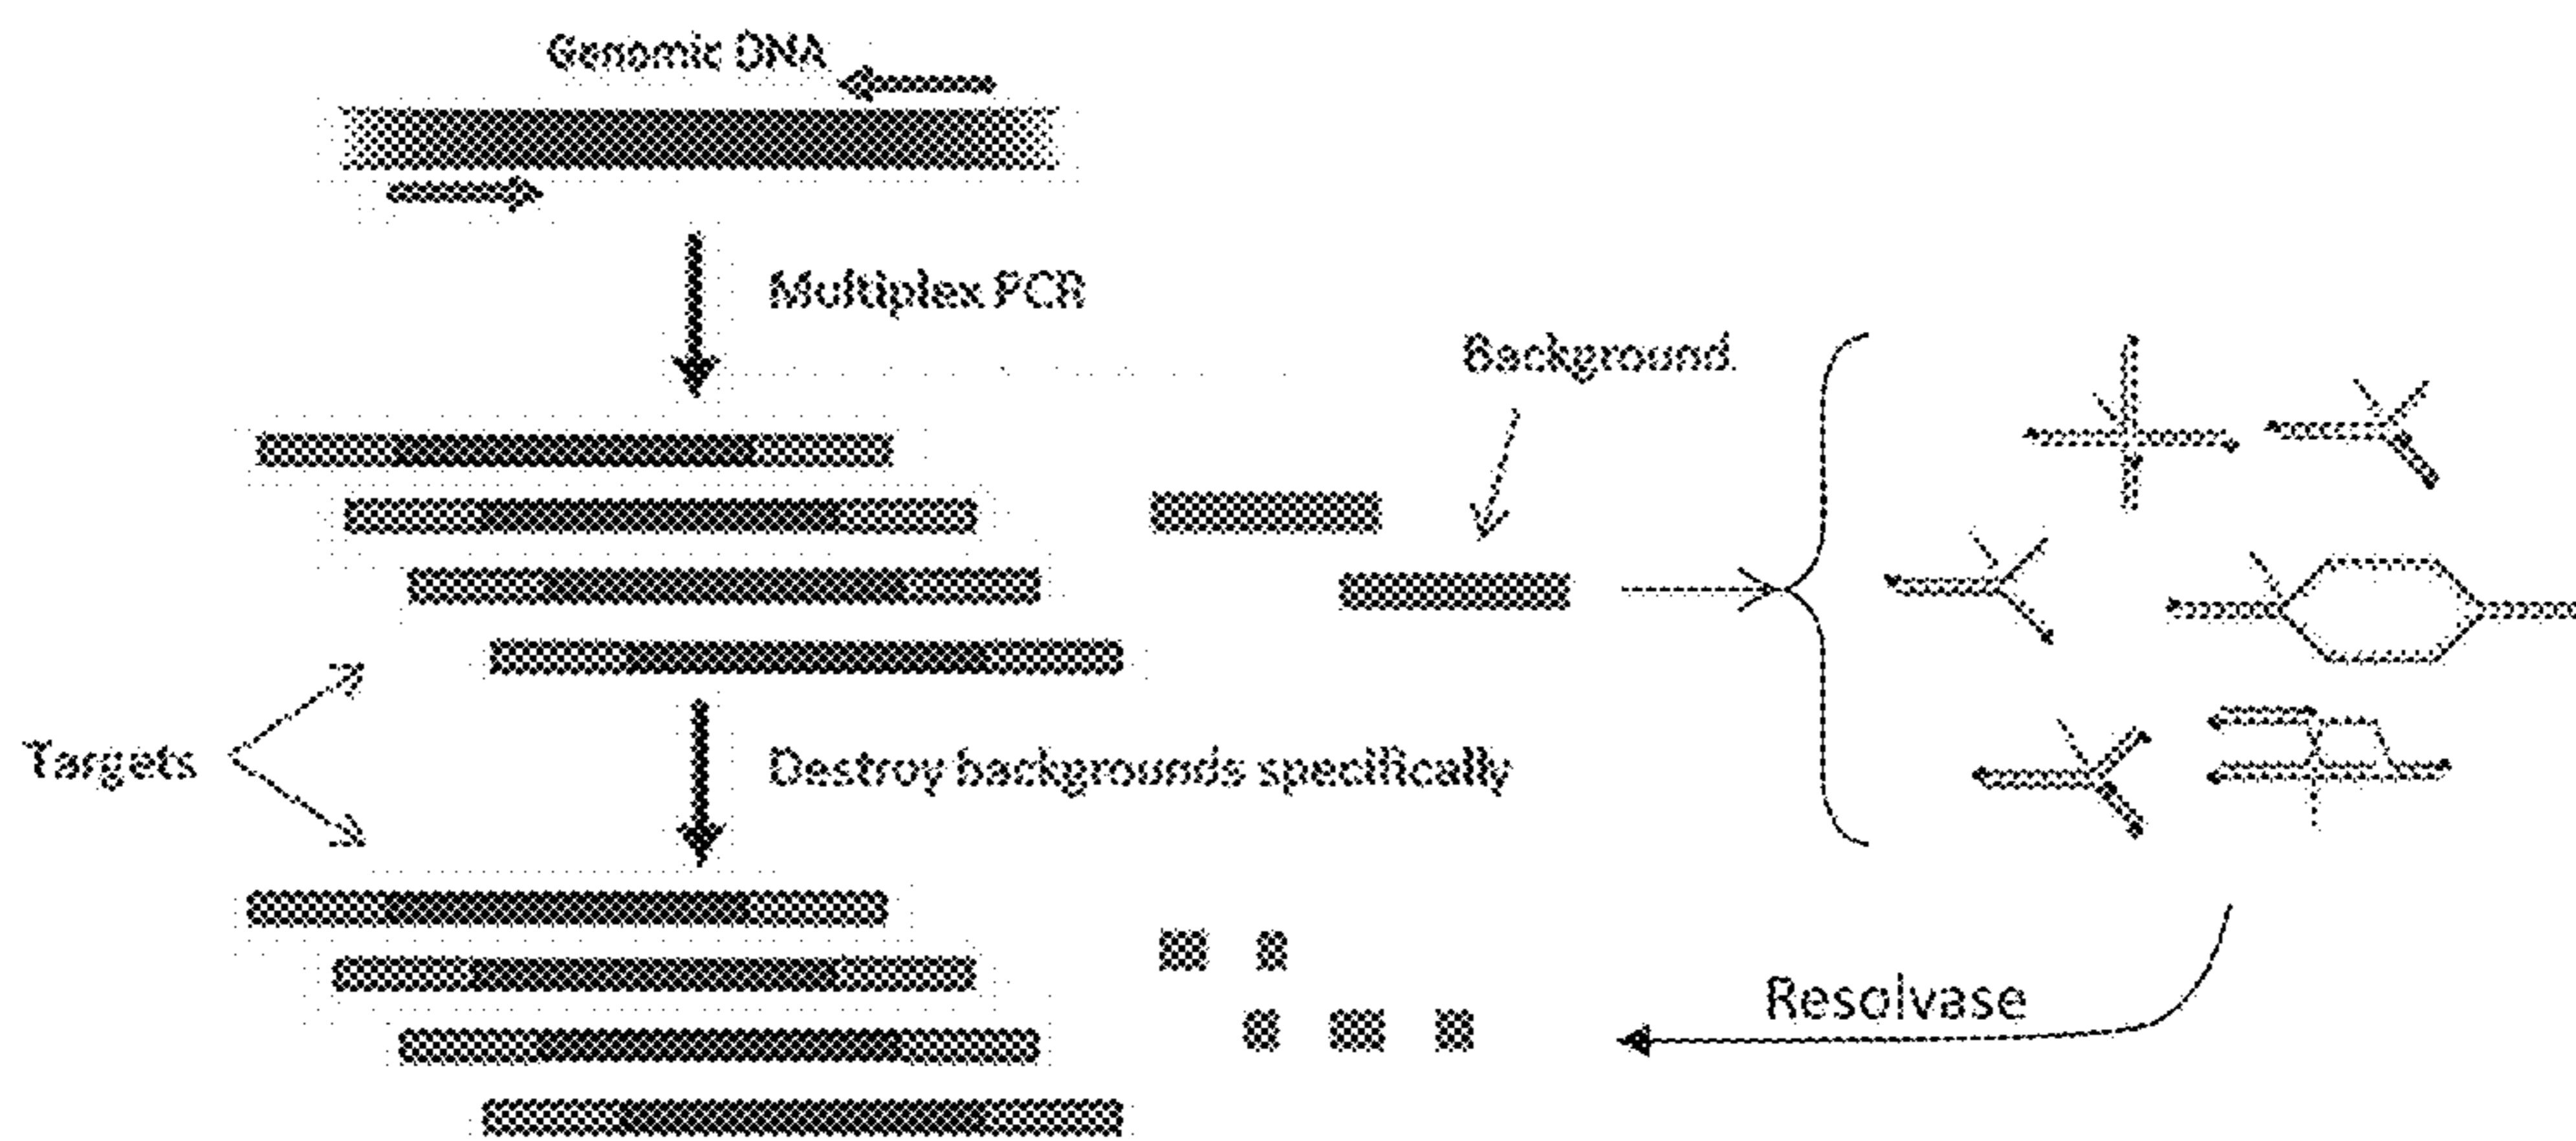 Genomic DNA
Multiplex PCR
Background
Targets
Destroy backgrounds specifically
Resolvase